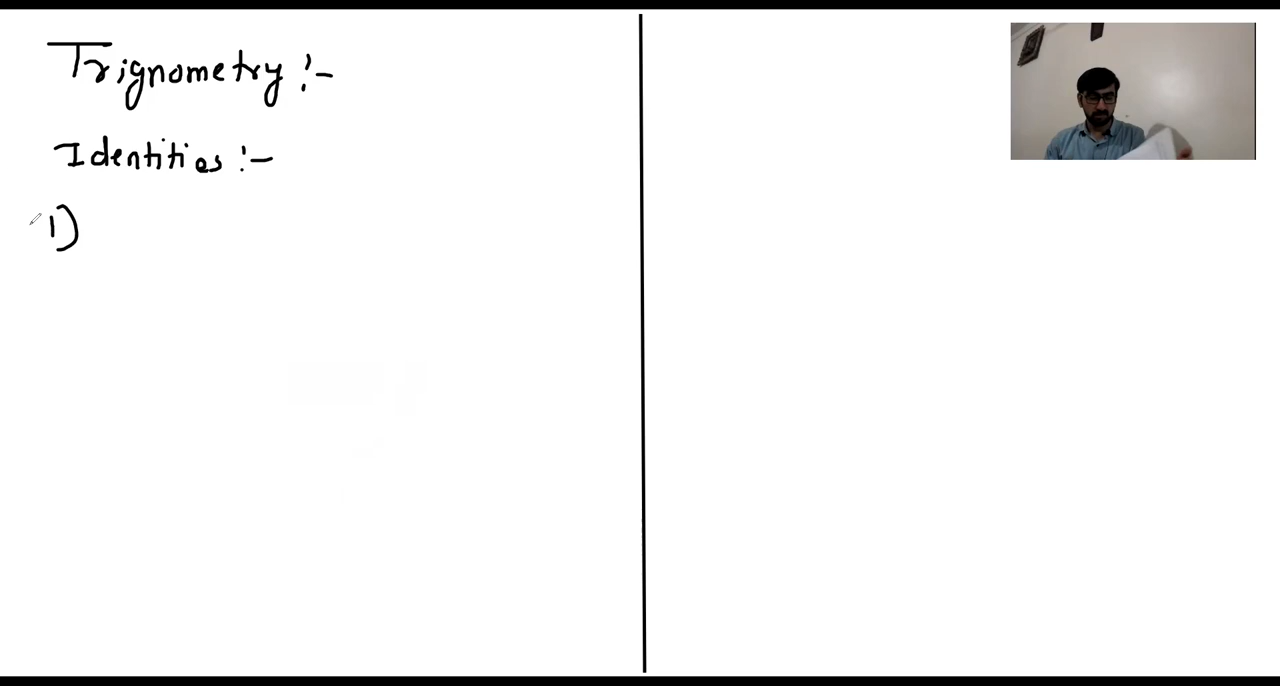 Trignometry :-
Identities :-
1)